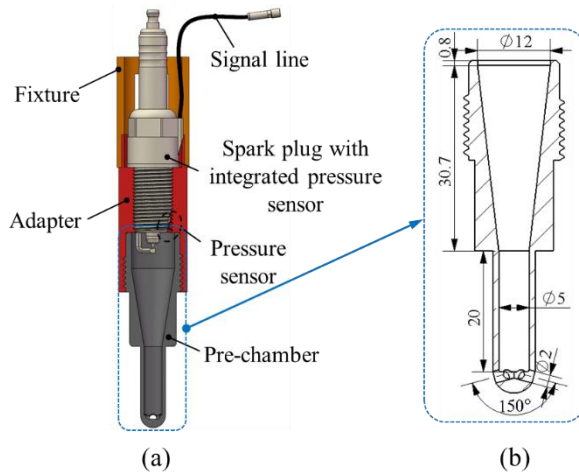 Signal line
Fixture
Spark plug with
integrated pressure
sensor
Adapter
Pressure
sensor
Pre-chamber
(a)
0.8
Ø12
30.7
20
Ø5
Ø2
150°
(b)